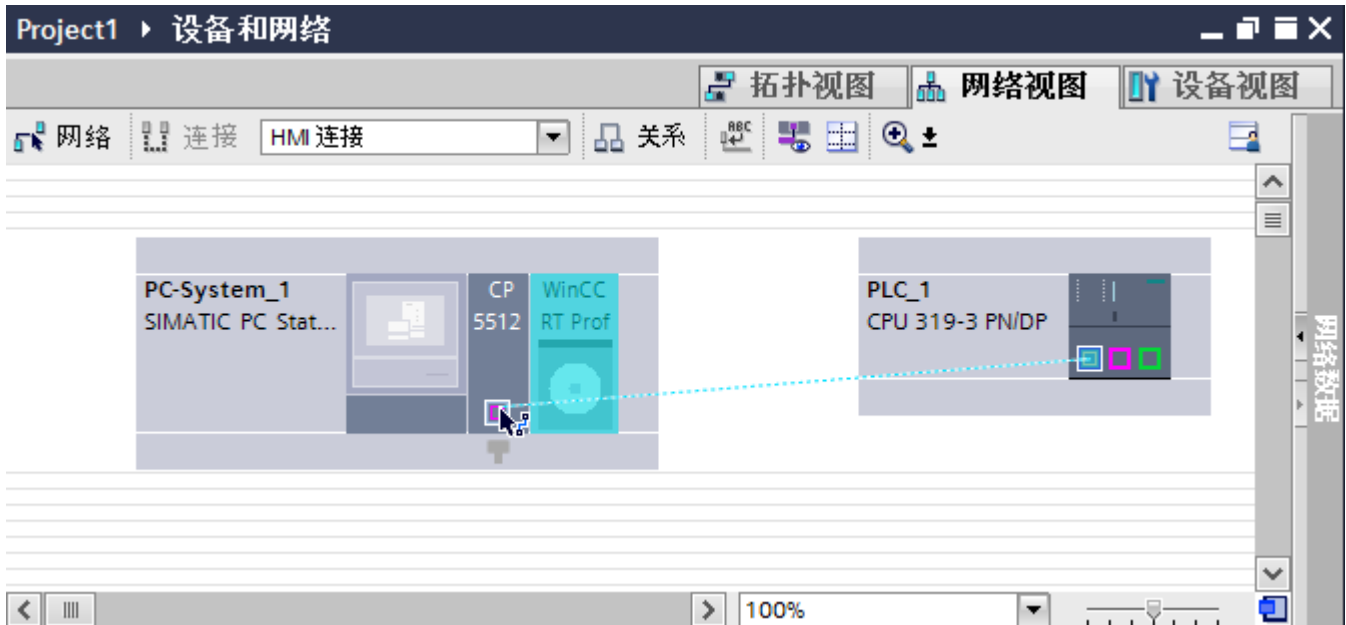 Project1 ▸ 设备和网络
拓扑视图 网络视图 设备视图
网络 连接 HMI 连接 关系
PC-System_1
SIMATIC PC Stat...
CP
5512
WinCC
RT Prof
PLC_1
CPU 319-3 PN/DP
网络数据
100%